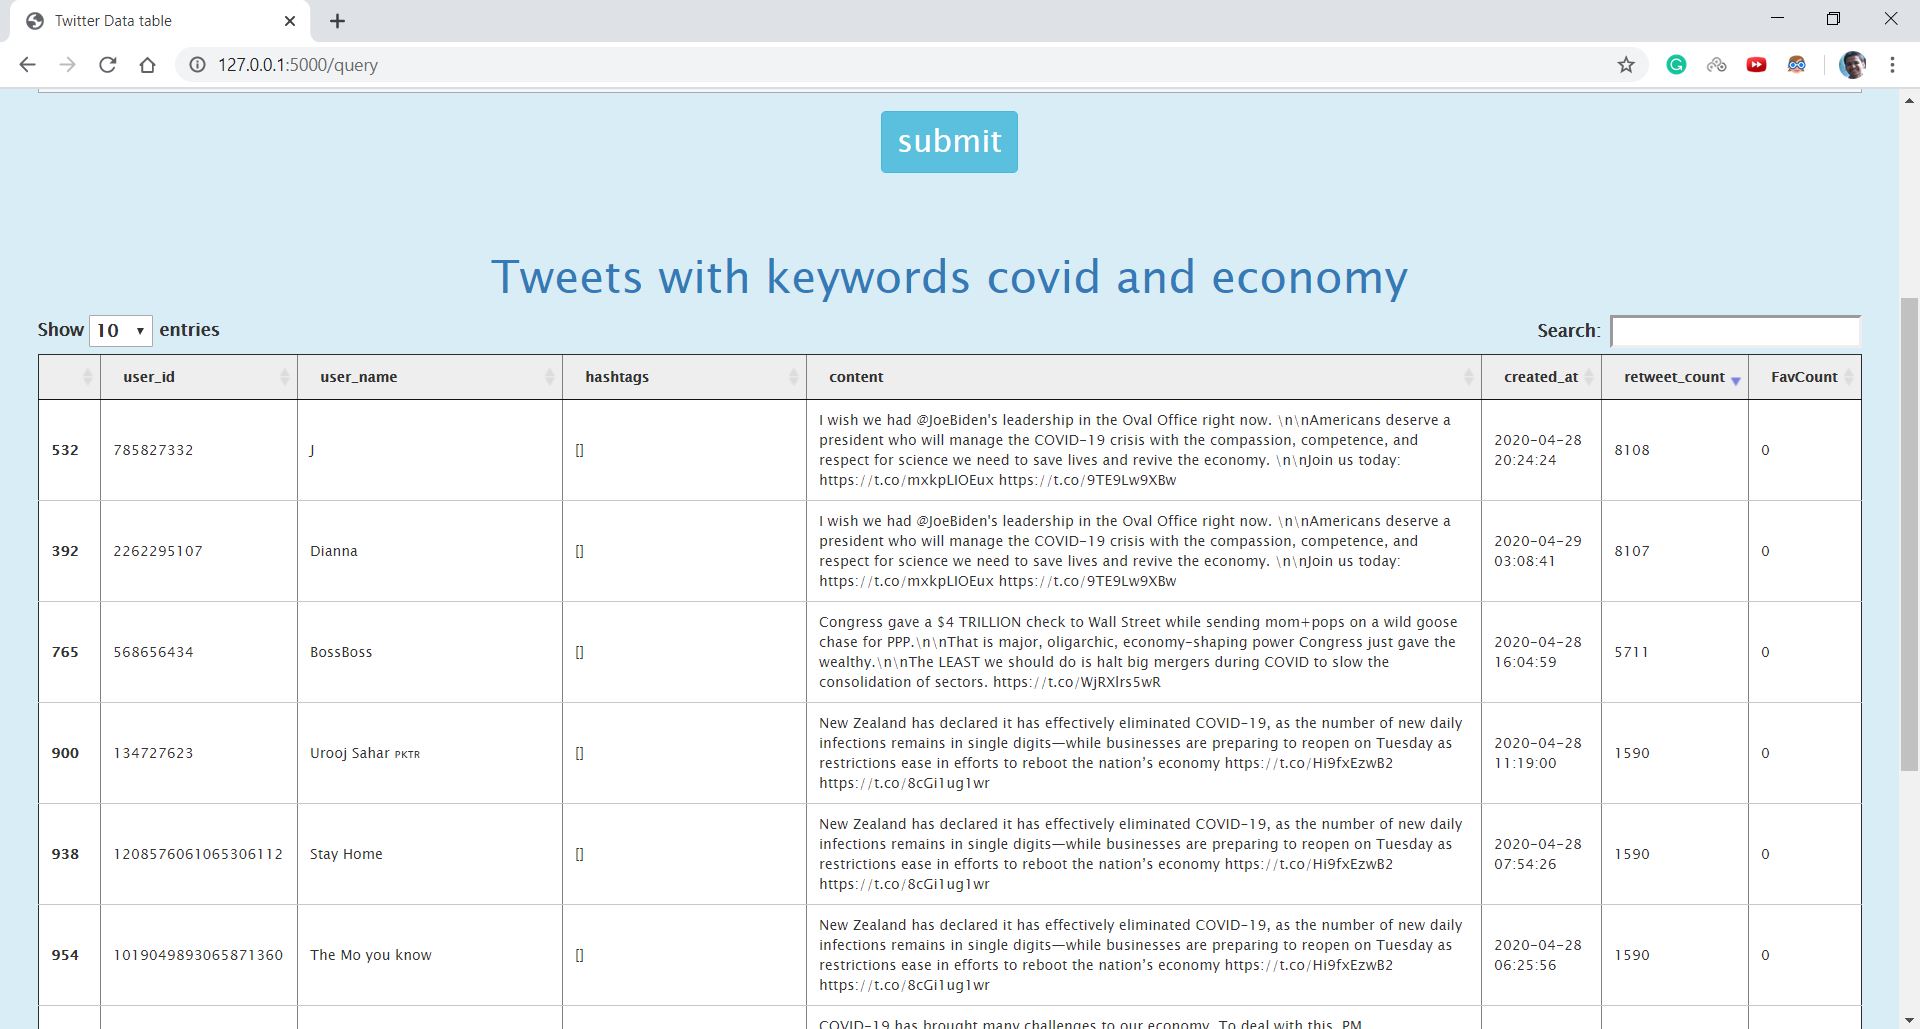 Twitter Data table
127.0.0.1:5000/query
submit
Tweets with keywords covid and economy
Show 10 entries
Search:
user_id user_name hashtags content created_at retweet_count FavCount
I wish we had @JoeBiden's leadership in the Oval Office right now. \n\nAmericans deserve a
president who will manage the COVID-19 crisis with the compassion, competence, and
2020-04-28
532 785827332 J [] 8108 0
respect for science we need to save lives and revive the economy. \n\nJoin us today:
20:24:24
https://t.co/mxkpLIOEux https://t.co/9TE9Lw9XBw
I wish we had @JoeBiden's leadership in the Oval Office right now. \n\nAmericans deserve a
president who will manage the COVID-19 crisis with the compassion, competence, and
2020-04-29
392 2262295107 Dianna [] 8107 0
respect for science we need to save lives and revive the economy. \n\nJoin us today:
03:08:41
https://t.co/mxkpLIOEux https://t.co/9TE9Lw9XBw
Congress gave a $4 TRILLION check to Wall Street while sending mom+pops on a wild goose
chase for PPP.\n\nThat is major, oligarchic, economy-shaping power Congress just gave the
2020-04-28
765 568656434 BossBoss [] 5711 0
wealthy.\n\nThe LEAST we should do is halt big mergers during COVID to slow the
16:04:59
consolidation of sectors. https://t.co/WjRXlrs5wR
New Zealand has declared it has effectively eliminated COVID-19, as the number of new daily
infections remains in single digits—while businesses are preparing to reopen on Tuesday as
2020-04-28
900 134727623 Urooj Sahar PKTR [] 1590 0
restrictions ease in efforts to reboot the nation’s economy https://t.co/Hi9fxEzwB2
11:19:00
https://t.co/8cGi1ug1wr
New Zealand has declared it has effectively eliminated COVID-19, as the number of new daily
infections remains in single digits—while businesses are preparing to reopen on Tuesday as
2020-04-28
938 1208576061065306112 Stay Home [] 1590 0
restrictions ease in efforts to reboot the nation’s economy https://t.co/Hi9fxEzwB2
07:54:26
https://t.co/8cGi1ug1wr
New Zealand has declared it has effectively eliminated COVID-19, as the number of new daily
infections remains in single digits—while businesses are preparing to reopen on Tuesday as
2020-04-28
954 1019049893065871360 The Mo you know [] 1590 0
restrictions ease in efforts to reboot the nation’s economy https://t.co/Hi9fxEzwB2
06:25:56
https://t.co/8cGi1ug1wr
COVID-19 has brought many challenges to our economy. To deal with this, PM